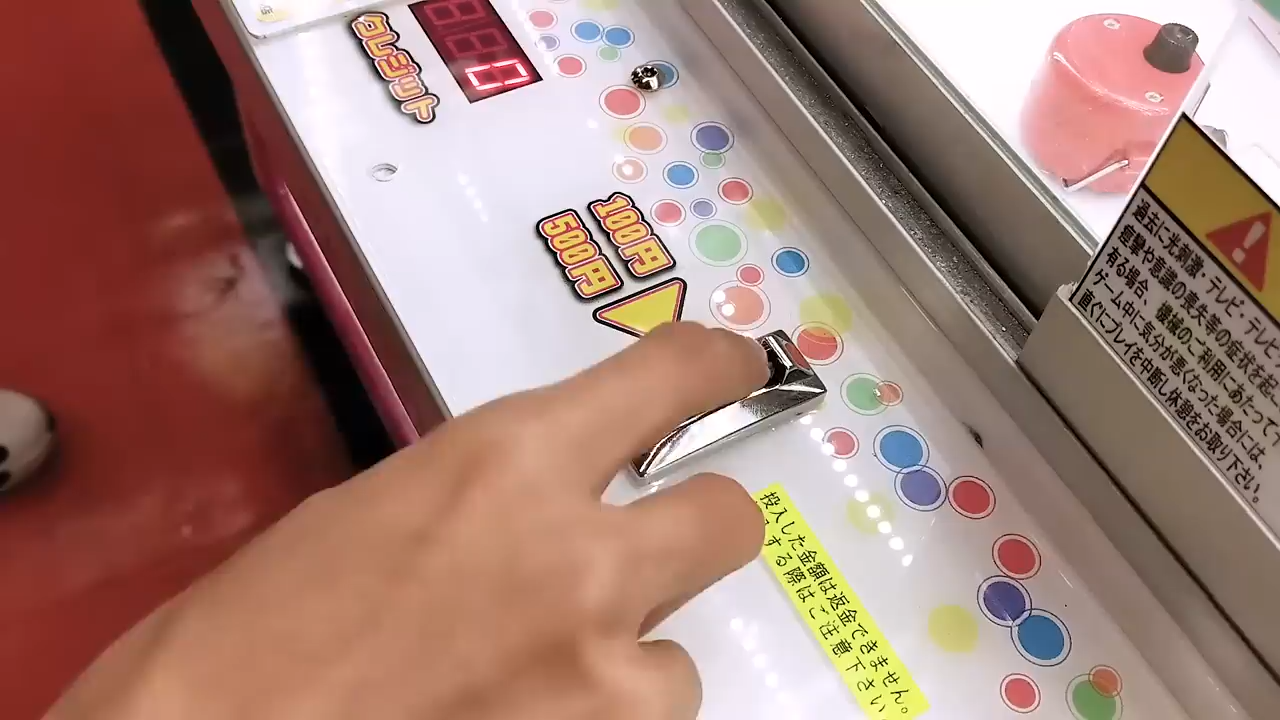 クレジット
0
100円
500円
投入した金額は返金できません。
する際はご注意下さい
過去に光刺激・テレビ・テレビ
痙攣や意識の喪失等の症状を起こ
有る場合、機械のご利用にあたって
ゲーム中に気分が悪くなった場合には、
直ぐにプレイを中断し休憩をお取り下さい。